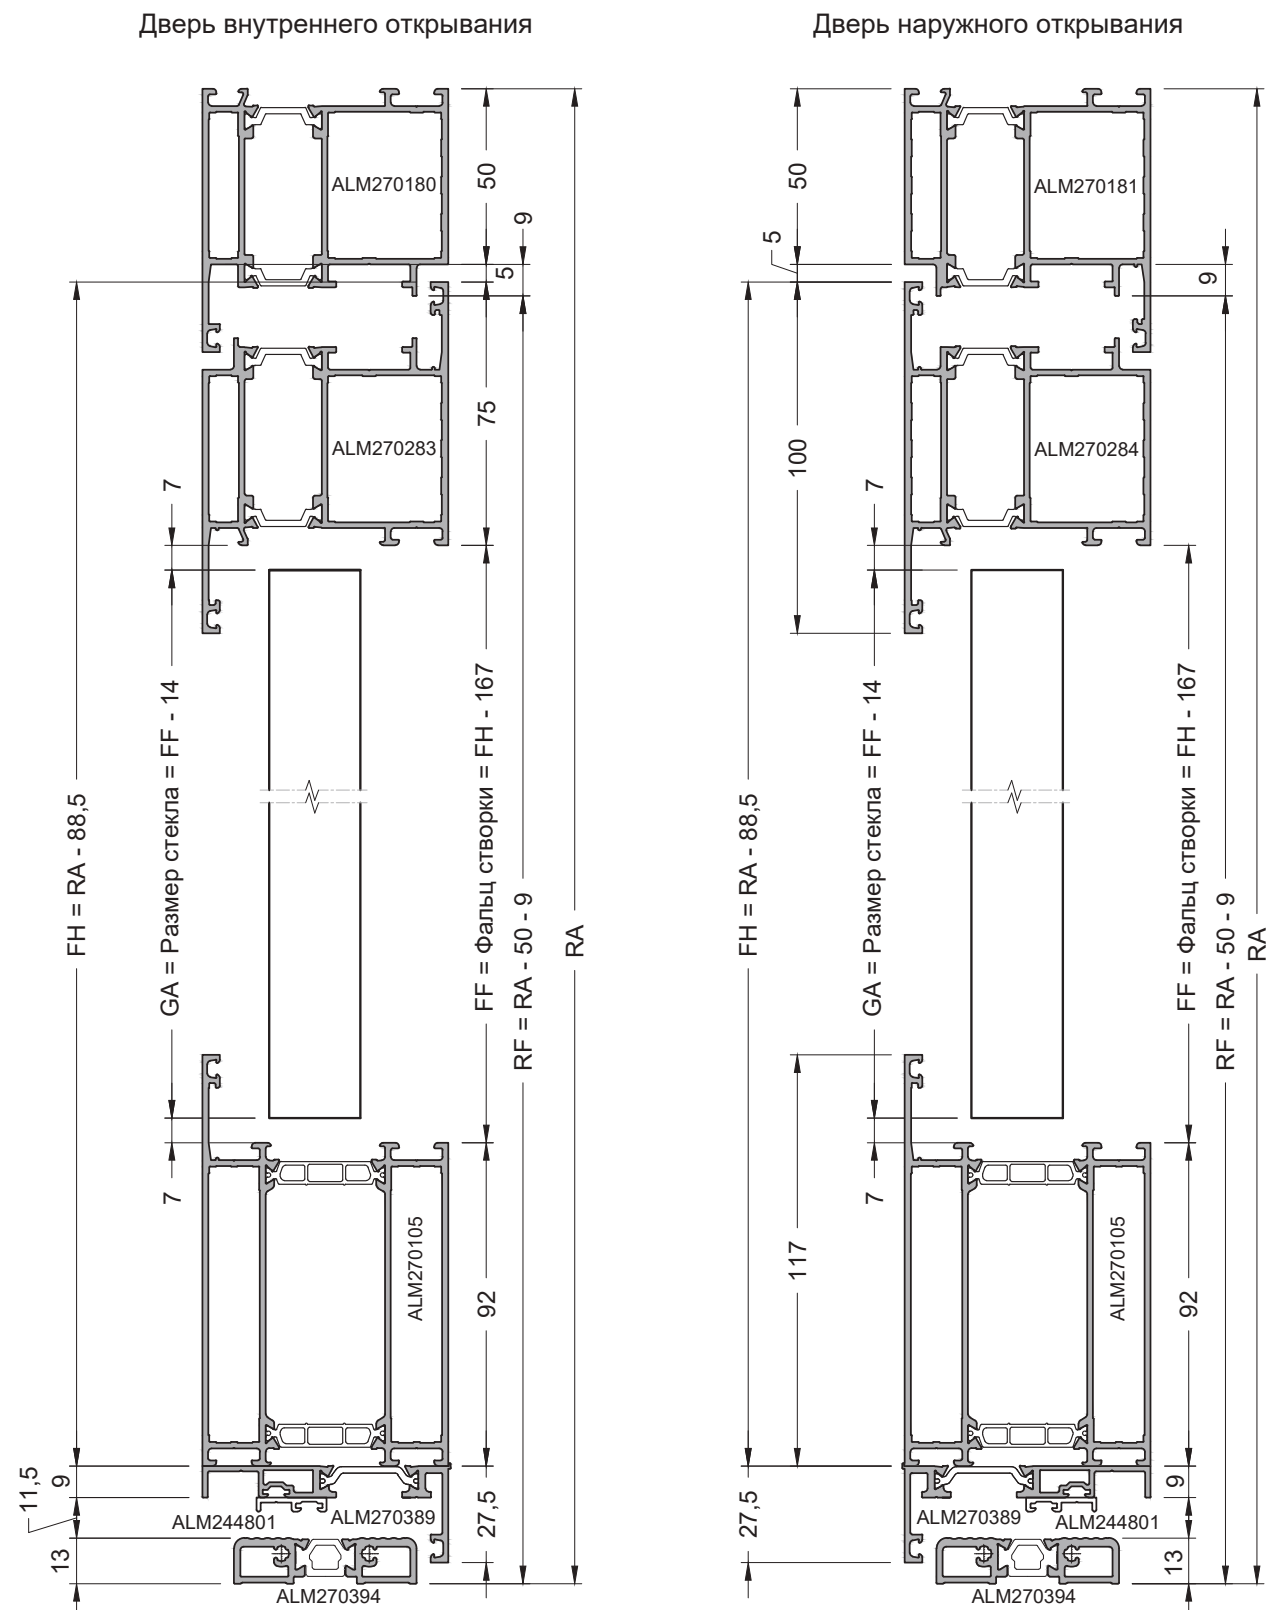 Дверь внутреннего открывания
Дверь наружного открывания
ALM270180
50
9
5
ALM270283
75
7
FH = RA - 88,5
GA = Размер стекла = FF - 14
FF = Фальц створки = FH - 167
RF = RA - 50 - 9
RA
7
ALM270105
92
11,5
9
13
ALM244801
ALM270389
27,5
ALM270394
ALM270181
50
5
9
ALM270284
100
7
FH = RA - 88,5
GA = Размер стекла = FF - 14
FF = Фальц створки = FH - 167
RF = RA - 50 - 9
RA
7
117
ALM270105
92
27,5
ALM270389
ALM244801
9
13
ALM270394